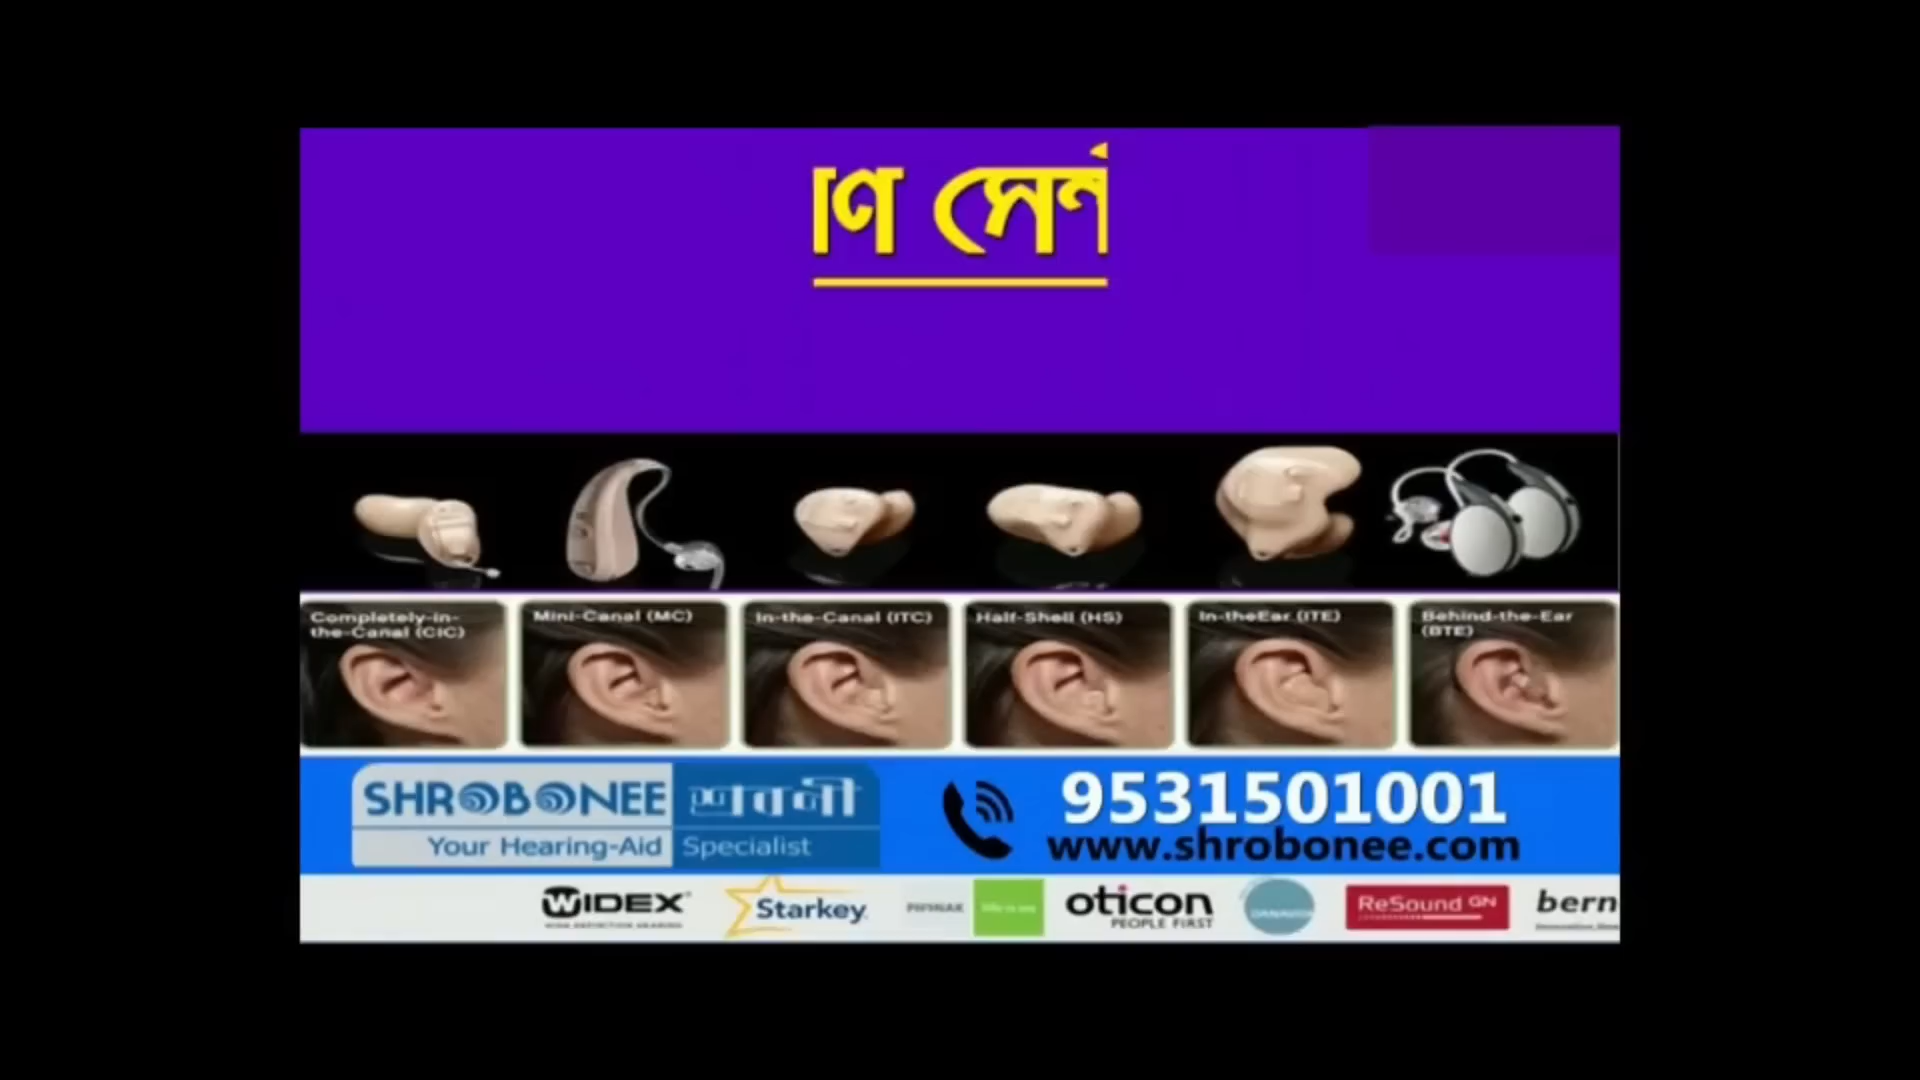 Completely-in-
the-Canal (CIC)
Mini-Canal (MC)
In-the-Canal (ITC)
Half-Shell (HS)
In-theEar (ITE)
Behind-the-Ear
(BTE)
SHROBONEE শ্রবনী
Your Hearing-Aid Specialist
9531501001
www.shrobonee.com
WIDEX
Starkey
oticon
PEOPLE FIRST
ReSound GN
bern